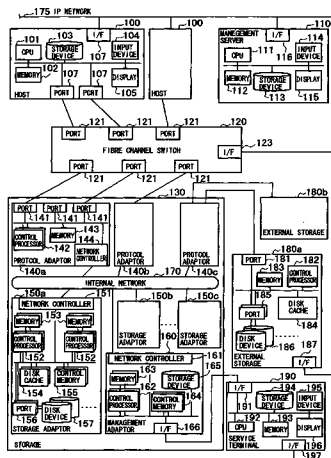 175 IP NETWORK
100 100 110
101 103 I/F 104
CPU STORAGE DEVICE INPUT DEVICE
107
MEMORY DISPLAY
102 107 107 105
PORT PORT
HOST
HOST
MANAGEMENT SERVER I/F 114
111 116
CPU INPUT DEVICE
MEMORY STORAGE DEVICE DISPLAY
112 113 115
121 121 121 120
PORT PORT PORT
FIBRE CHANNEL SWITCH
123
I/F
PORT PORT PORT
121 121 121
130
180b
EXTERNAL STORAGE
PORT PORT PORT
141 141 141
143
CONTROL PROCESSOR MEMORY
142 144
NETWORK CONTROLLER
PROTOCOL ADAPTOR
PROTOCOL ADAPTOR
PROTOCOL ADAPTOR
140a 140b 170 140c
INTERNAL NETWORK
180a
PORT 181 182
183
MEMORY CONTROL PROCESSOR
185
PORT
DISK CACHE
184
186 187
DISK DEVICE
EXTERNAL STORAGE I/F
150a 151 150b 150c
NETWORK CONTROLLER
MEMORY 153 MEMORY
CONTROL PROCESSOR CONTROL PROCESSOR
152 152
DISK CACHE CONTROL MEMORY
154 155
PORT
156 DISK DEVICE 157
STORAGE ADAPTOR
STORAGE
STORAGE ADAPTOR STORAGE ADAPTOR
160
161
NETWORK CONTROLLER
165
163
MEMORY STORAGE DEVICE
162 164
CONTROL PROCESSOR CONTROL MEMORY
MANAGEMENT ADAPTOR I/F 166
190
I/F 194 195
191 STORAGE DEVICE INPUT DEVICE
192 193
CPU MEMORY DISPLAY
SERVICE TERMINAL I/F 196
197